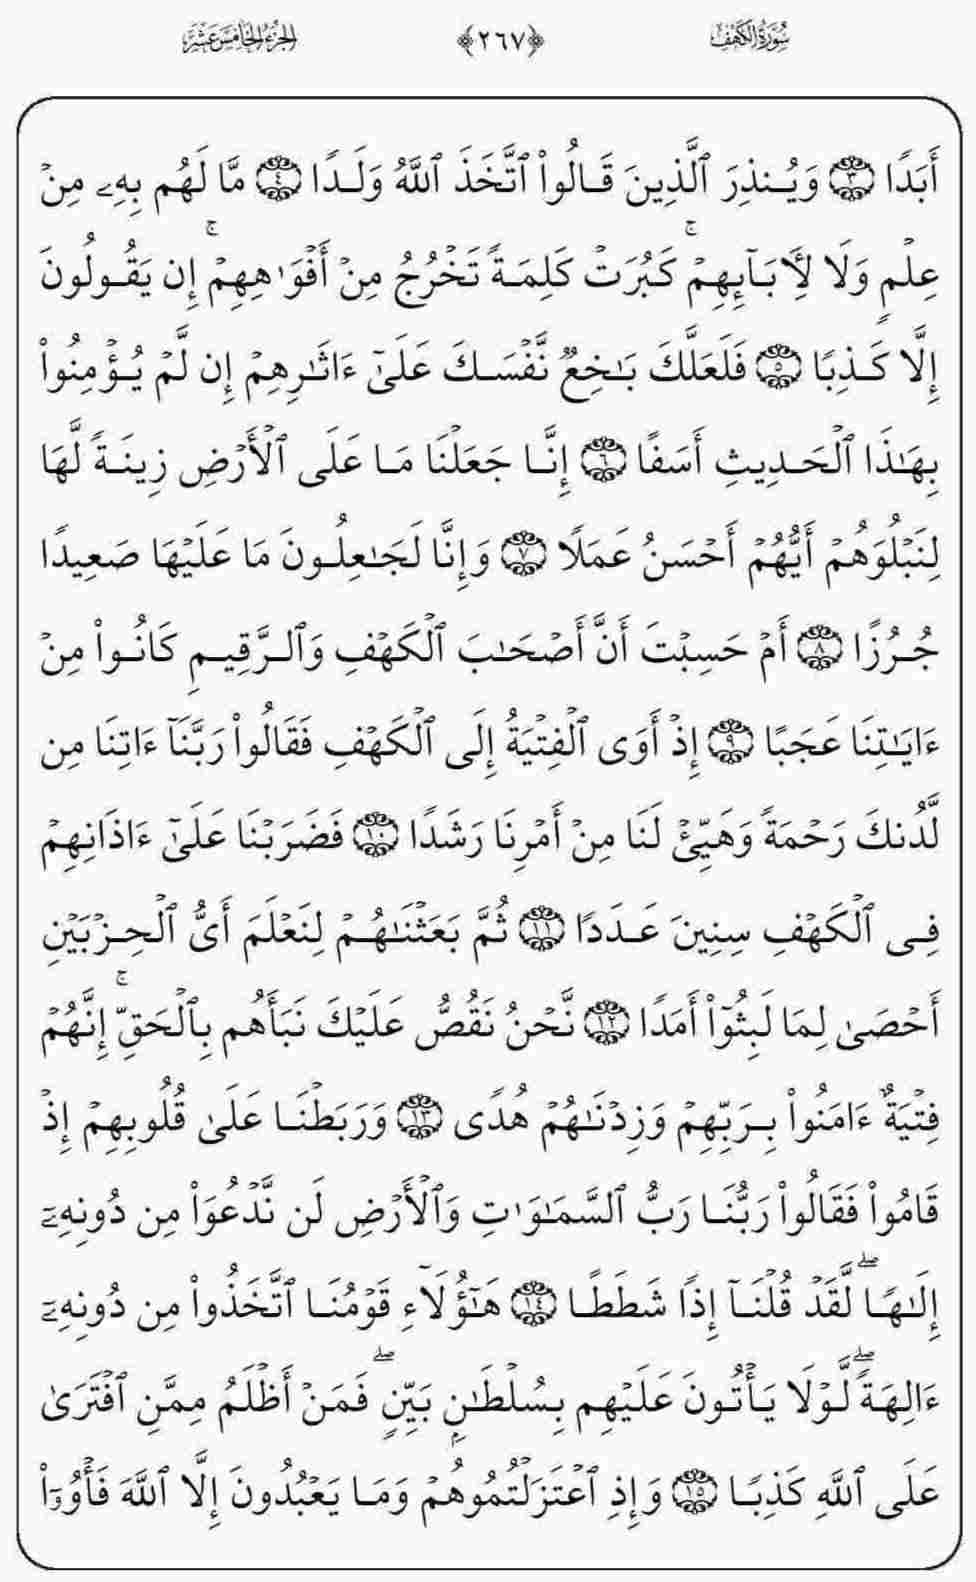 سُورَةُ الكَهْفِ ﴿٢٦٧﴾ الجُزْءُ الخَامِسَ عَشَرَ
أَبَدًا ٣ وَيُنذِرَ ٱلَّذِينَ قَالُوا۟ ٱتَّخَذَ ٱللَّهُ وَلَدًا ٤ مَّا لَهُم بِهِۦ مِنْ
عِلْمٍ وَلَا لِأَبَآئِهِمْ ۚ كَبُرَتْ كَلِمَةً تَخْرُجُ مِنْ أَفْوَٰهِهِمْ ۚ إِن يَقُولُونَ
إِلَّا كَذِبًا ٥ فَلَعَلَّكَ بَـٰخِعٌ نَّفْسَكَ عَلَىٰٓ ءَاثَـٰرِهِمْ إِن لَّمْ يُؤْمِنُوا۟
بِهَـٰذَا ٱلْحَدِيثِ أَسَفًا ٦ إِنَّا جَعَلْنَا مَا عَلَى ٱلْأَرْضِ زِينَةً لَّهَا
لِنَبْلُوَهُمْ أَيُّهُمْ أَحْسَنُ عَمَلًا ٧ وَإِنَّا لَجَـٰعِلُونَ مَا عَلَيْهَا صَعِيدًا
جُرُزًا ٨ أَمْ حَسِبْتَ أَنَّ أَصْحَـٰبَ ٱلْكَهْفِ وَٱلرَّقِيمِ كَانُوا۟ مِنْ
ءَايَـٰتِنَا عَجَبًا ٩ إِذْ أَوَى ٱلْفِتْيَةُ إِلَى ٱلْكَهْفِ فَقَالُوا۟ رَبَّنَآ ءَاتِنَا مِن
لَّدُنكَ رَحْمَةً وَهَيِّئْ لَنَا مِنْ أَمْرِنَا رَشَدًا ١٠ فَضَرَبْنَا عَلَىٰٓ ءَاذَانِهِمْ
فِى ٱلْكَهْفِ سِنِينَ عَدَدًا ١١ ثُمَّ بَعَثْنَـٰهُمْ لِنَعْلَمَ أَىُّ ٱلْحِزْبَيْنِ
أَحْصَىٰ لِمَا لَبِثُوٓا۟ أَمَدًا ١٢ نَّحْنُ نَقُصُّ عَلَيْكَ نَبَأَهُم بِٱلْحَقِّ ۚ إِنَّهُمْ
فِتْيَةٌ ءَامَنُوا۟ بِرَبِّهِمْ وَزِدْنَـٰهُمْ هُدًى ١٣ وَرَبَطْنَا عَلَىٰ قُلُوبِهِمْ إِذْ
قَامُوا۟ فَقَالُوا۟ رَبُّنَا رَبُّ ٱلسَّمَـٰوَٰتِ وَٱلْأَرْضِ لَن نَّدْعُوَا۟ مِن دُونِهِۦٓ
إِلَـٰهًا ۖ لَّقَدْ قُلْنَآ إِذًا شَطَطًا ١٤ هَـٰٓؤُلَآءِ قَوْمُنَا ٱتَّخَذُوا۟ مِن دُونِهِۦٓ
ءَالِهَةً ۖ لَّوْلَا يَأْتُونَ عَلَيْهِم بِسُلْطَـٰنٍۭ بَيِّنٍ ۖ فَمَنْ أَظْلَمُ مِمَّنِ ٱفْتَرَىٰ
عَلَى ٱللَّهِ كَذِبًا ١٥ وَإِذِ ٱعْتَزَلْتُمُوهُمْ وَمَا يَعْبُدُونَ إِلَّا ٱللَّهَ فَأْوُۥٓا۟